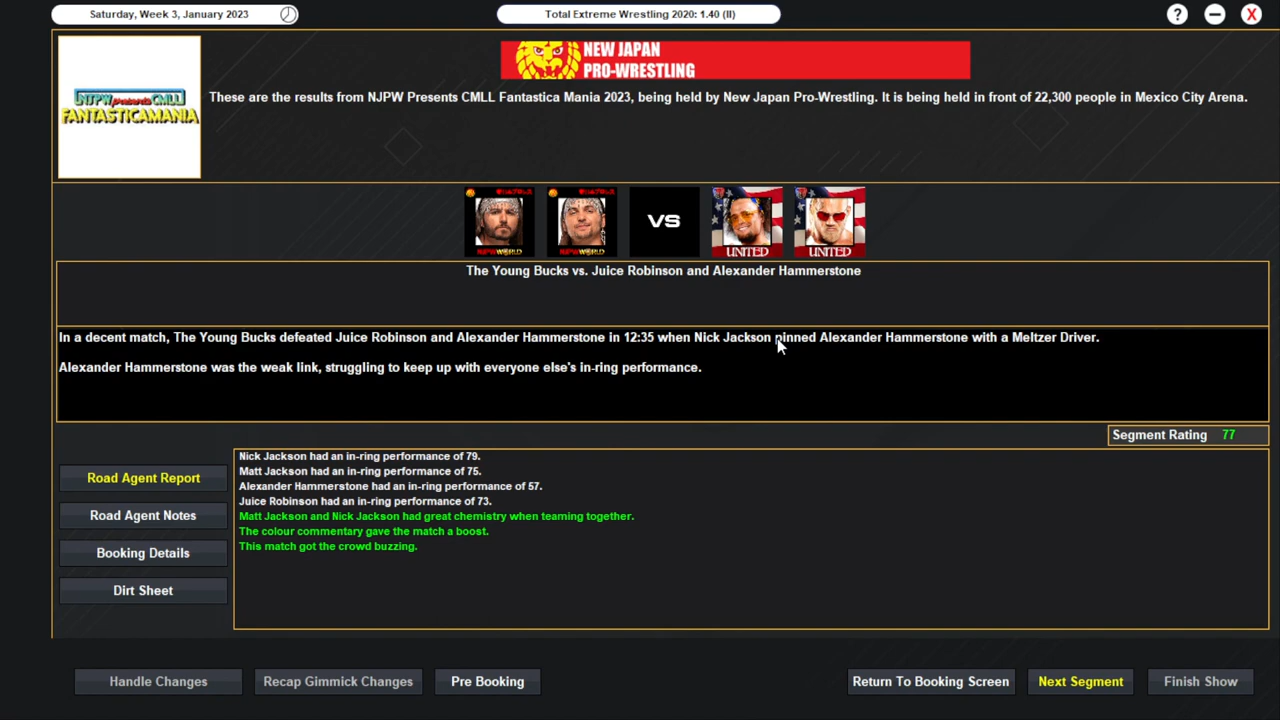 Saturday, Week 3, January 2023
Total Extreme Wrestling 2020: 1.40 (II)
?
X
NEW JAPAN
PRO-WRESTLING
NJPW presents CMLL
FANTASTICAMANIA
These are the results from NJPW Presents CMLL Fantastica Mania 2023, being held by New Japan Pro-Wrestling. It is being held in front of 22,300 people in Mexico City Arena.
NJPWWORLD
NJPWWORLD
VS
UNITED
UNITED
The Young Bucks vs. Juice Robinson and Alexander Hammerstone
In a decent match, The Young Bucks defeated Juice Robinson and Alexander Hammerstone in 12:35 when Nick Jackson pinned Alexander Hammerstone with a Meltzer Driver.
Alexander Hammerstone was the weak link, struggling to keep up with everyone else's in-ring performance.
Segment Rating 77
Road Agent Report
Road Agent Notes
Booking Details
Dirt Sheet
Nick Jackson had an in-ring performance of 79.
Matt Jackson had an in-ring performance of 75.
Alexander Hammerstone had an in-ring performance of 57.
Juice Robinson had an in-ring performance of 73.
Matt Jackson and Nick Jackson had great chemistry when teaming together.
The colour commentary gave the match a boost.
This match got the crowd buzzing.
Handle Changes
Recap Gimmick Changes
Pre Booking
Return To Booking Screen
Next Segment
Finish Show